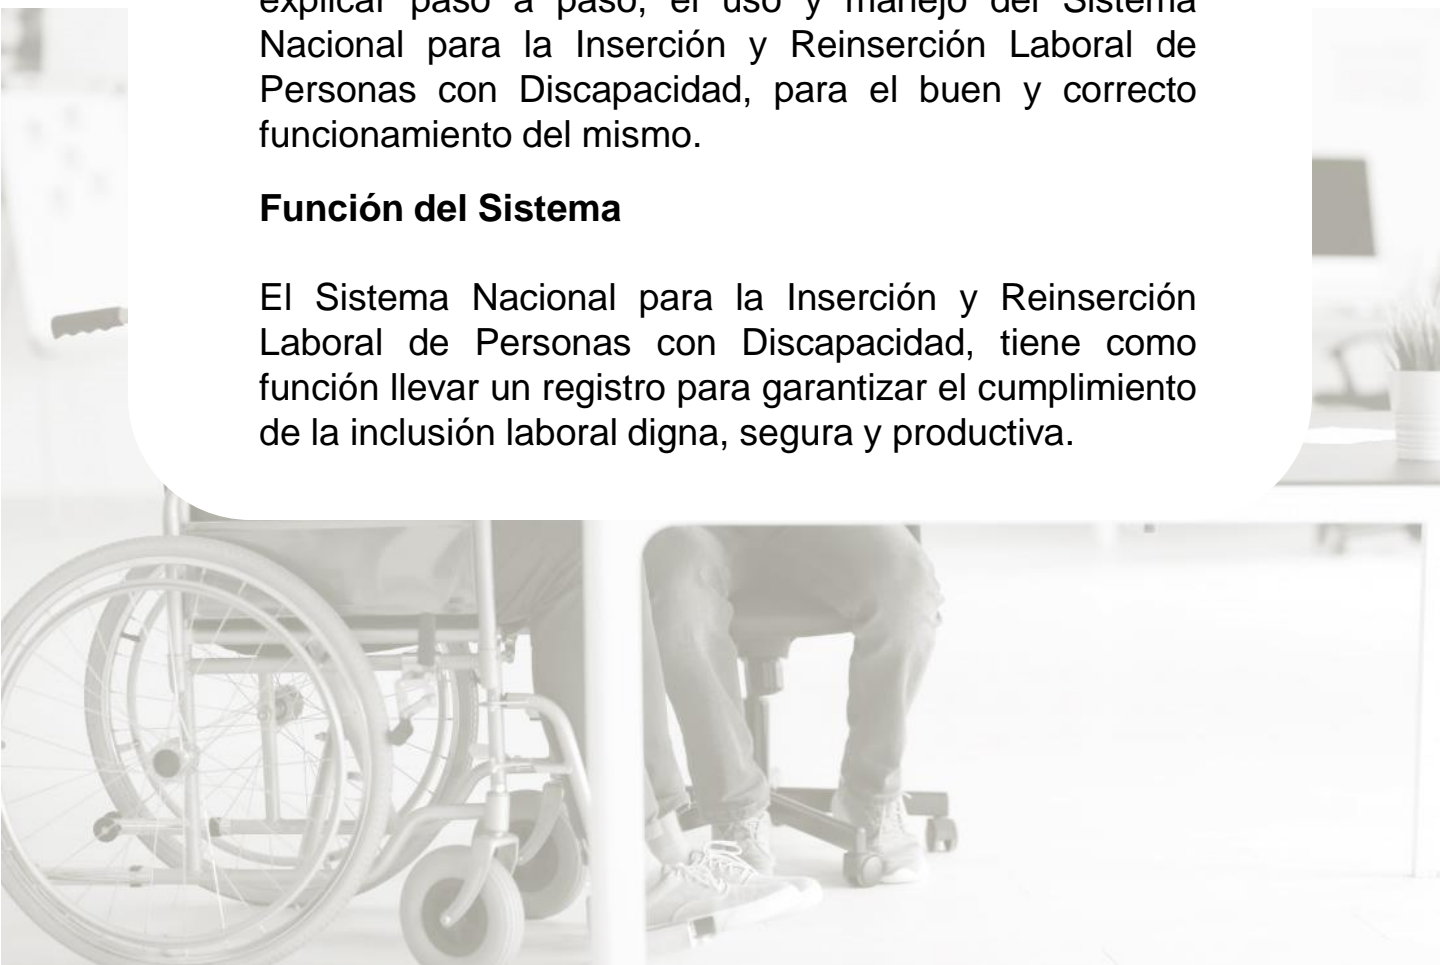 explicar paso a paso, el uso y manejo del Sistema
Nacional para la Inserción y Reinserción Laboral de
Personas con Discapacidad, para el buen y correcto
funcionamiento del mismo.
Función del Sistema
El Sistema Nacional para la Inserción y Reinserción
Laboral de Personas con Discapacidad, tiene como
función llevar un registro para garantizar el cumplimiento
de la inclusión laboral digna, segura y productiva.